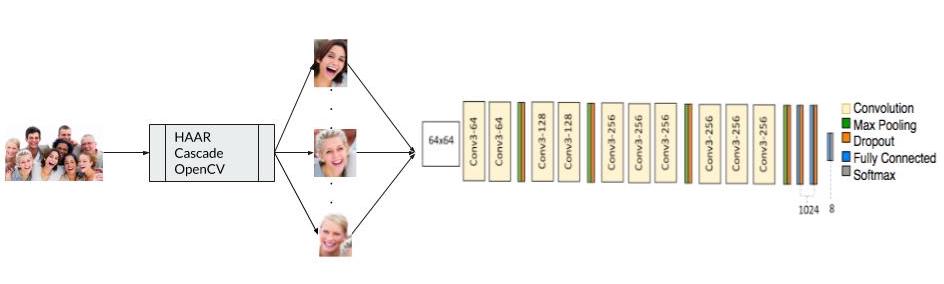 HAAR
Cascade
OpenCV
64x64
Conv3-64
Conv3-64
Conv3-128
Conv3-128
Conv3-256
Conv3-256
Conv3-256
Conv3-256
Conv3-256
Conv3-256
Convolution
Max Pooling
Dropout
Fully Connected
Softmax
1024
8